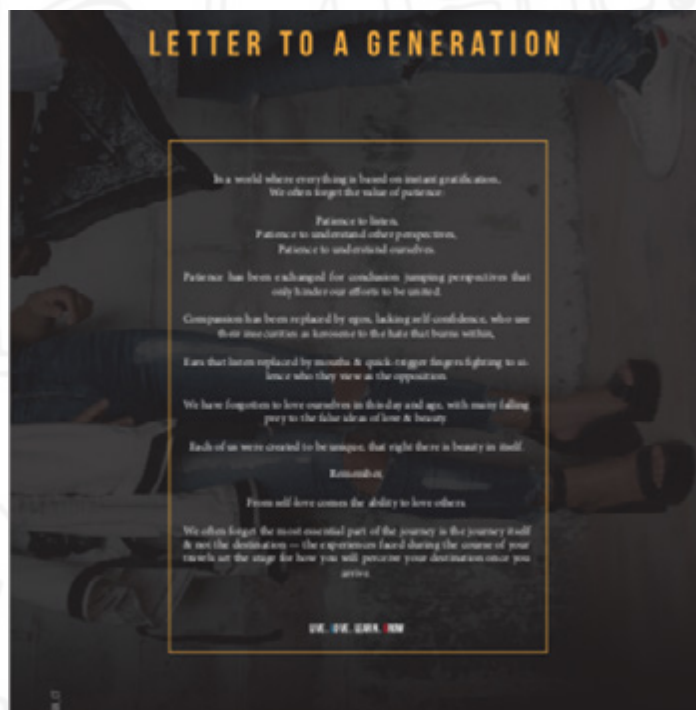 LETTER TO A GENERATION
In a world where everything is based on instant gratification,
We often forget the value of patience:
Patience to listen,
Patience to understand other perspectives,
Patience to understand ourselves.
Patience has been exchanged for conclusion jumping perspectives that
only hinder our efforts to be united.
Compassion has been replaced by egos, lacking self-confidence, who use
their insecurities as kerosene to the hate that burns within,
Ears that listen replaced by mouths & quick-trigger fingers fighting to si-
lence who they view as the opposition.
We have forgotten to love ourselves in this day and age, with many falling
prey to the false ideas of love & beauty.
Each of us were created to be unique, that right there is beauty in itself.
Remember,
From self-love comes the ability to love others.
We often forget the most essential part of the journey is the journey itself
& not the destination — the experiences faced during the course of your
travels set the stage for how you will perceive your destination once you
arrive.
LIVE. LOVE. LEARN. KNOW